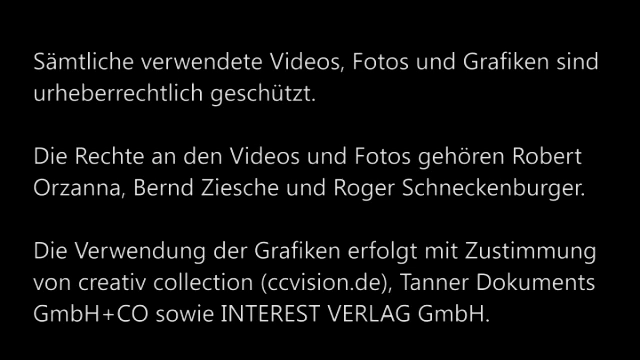 Sämtliche verwendete Videos, Fotos und Grafiken sind
urheberrechtlich geschützt.
Die Rechte an den Videos und Fotos gehören Robert
Orzanna, Bernd Ziesche und Roger Schneckenburger.
Die Verwendung der Grafiken erfolgt mit Zustimmung
von creativ collection (ccvision.de), Tanner Dokuments
GmbH+CO sowie INTEREST VERLAG GmbH.